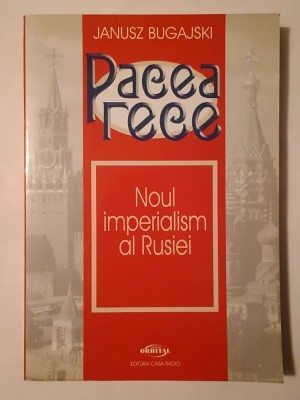 JANUSZ BUGAJSKI
Pacea
rece
Noul
imperialism
al Rusiei
ORBITAL
EDITURA CASA RADIO